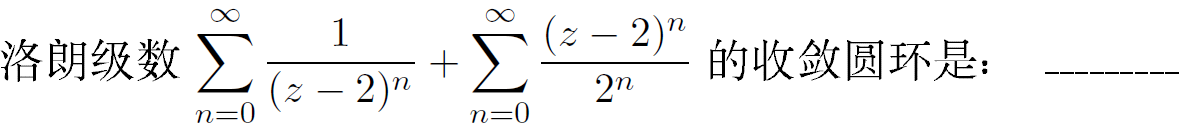 洛朗级数 $\sum_{n=0}^{\infty} \frac{1}{(z-2)^n} + \sum_{n=0}^{\infty} \frac{(z-2)^n}{2^n}$ 的收敛圆环是： _________